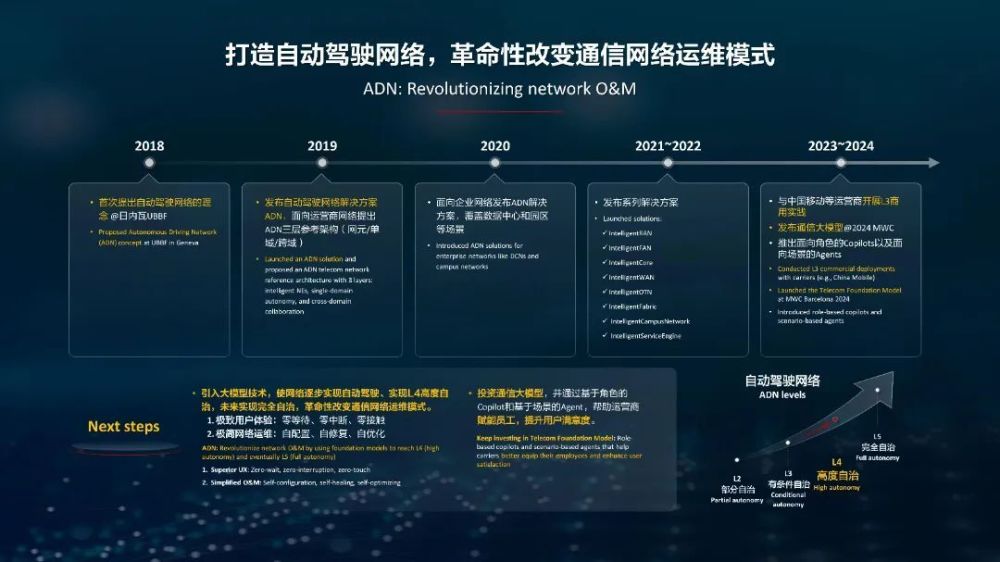 打造自动驾驶网络，革命性改变通信网络运维模式
ADN: Revolutionizing network O&M
2018
首次提出自动驾驶网络的理
念 @日内瓦UBBF
Proposed Autonomous Driving Network
(ADN) concept at UBBF in Geneva
2019
发布自动驾驶网络解决方案
ADN，面向运营商网络提出
ADN三层参考架构（网元/单
域/跨域）
Launched an ADN solution and
proposed an ADN telecom network
reference architecture with 3 layers:
intelligent NEs, single-domain
autonomy, and cross-domain
collaboration
2020
面向企业网络发布ADN解决
方案，覆盖数据中心和园区
等场景
Introduced ADN solutions for
enterprise networks like DCNs and
campus networks
2021~2022
发布系列解决方案
Launched solutions:
IntelligentRAN
IntelligentFAN
IntelligentCore
IntelligentWAN
IntelligentOTN
IntelligentFabric
IntelligentCampusNetwork
IntelligentServiceEngine
2023~2024
与中国移动等运营商开展L3商
用实践
发布通信大模型@2024 MWC
推出面向角色的Copilots以及面
向场景的Agents
Conducted L3 commercial deployments
with carriers (e.g., China Mobile)
Launched the Telecom Foundation Model
at MWC Barcelona 2024
Introduced role-based copilots and
scenario-based agents
Next steps
引入大模型技术，使网络逐步实现自动驾驶、实现L4高度自
治，未来实现完全自治，革命性改变通信网络运维模式。
1. 极致用户体验：零等待、零中断、零接触
2. 极简网络运维：自配置、自修复、自优化
ADN: Revolutionize network O&M by using foundation models to reach L4 (high
autonomy) and eventually L5 (full autonomy)
1. Superior UX: Zero-wait, zero-interruption, zero-touch
2. Simplified O&M: Self-configuration, self-healing, self-optimizing
投资通信大模型，并通过基于角色的
Copilot和基于场景的Agent，帮助运营商
赋能员工，提升用户满意度。
Keep investing in Telecom Foundation Model: Role-
based copilots and scenario-based agents that help
carriers better equip their employees and enhance user
satisfaction
自动驾驶网络
ADN levels
L2
部分自治
Partial autonomy
L3
有条件自治
Conditional
autonomy
L4
高度自治
High autonomy
L5
完全自治
Full autonomy